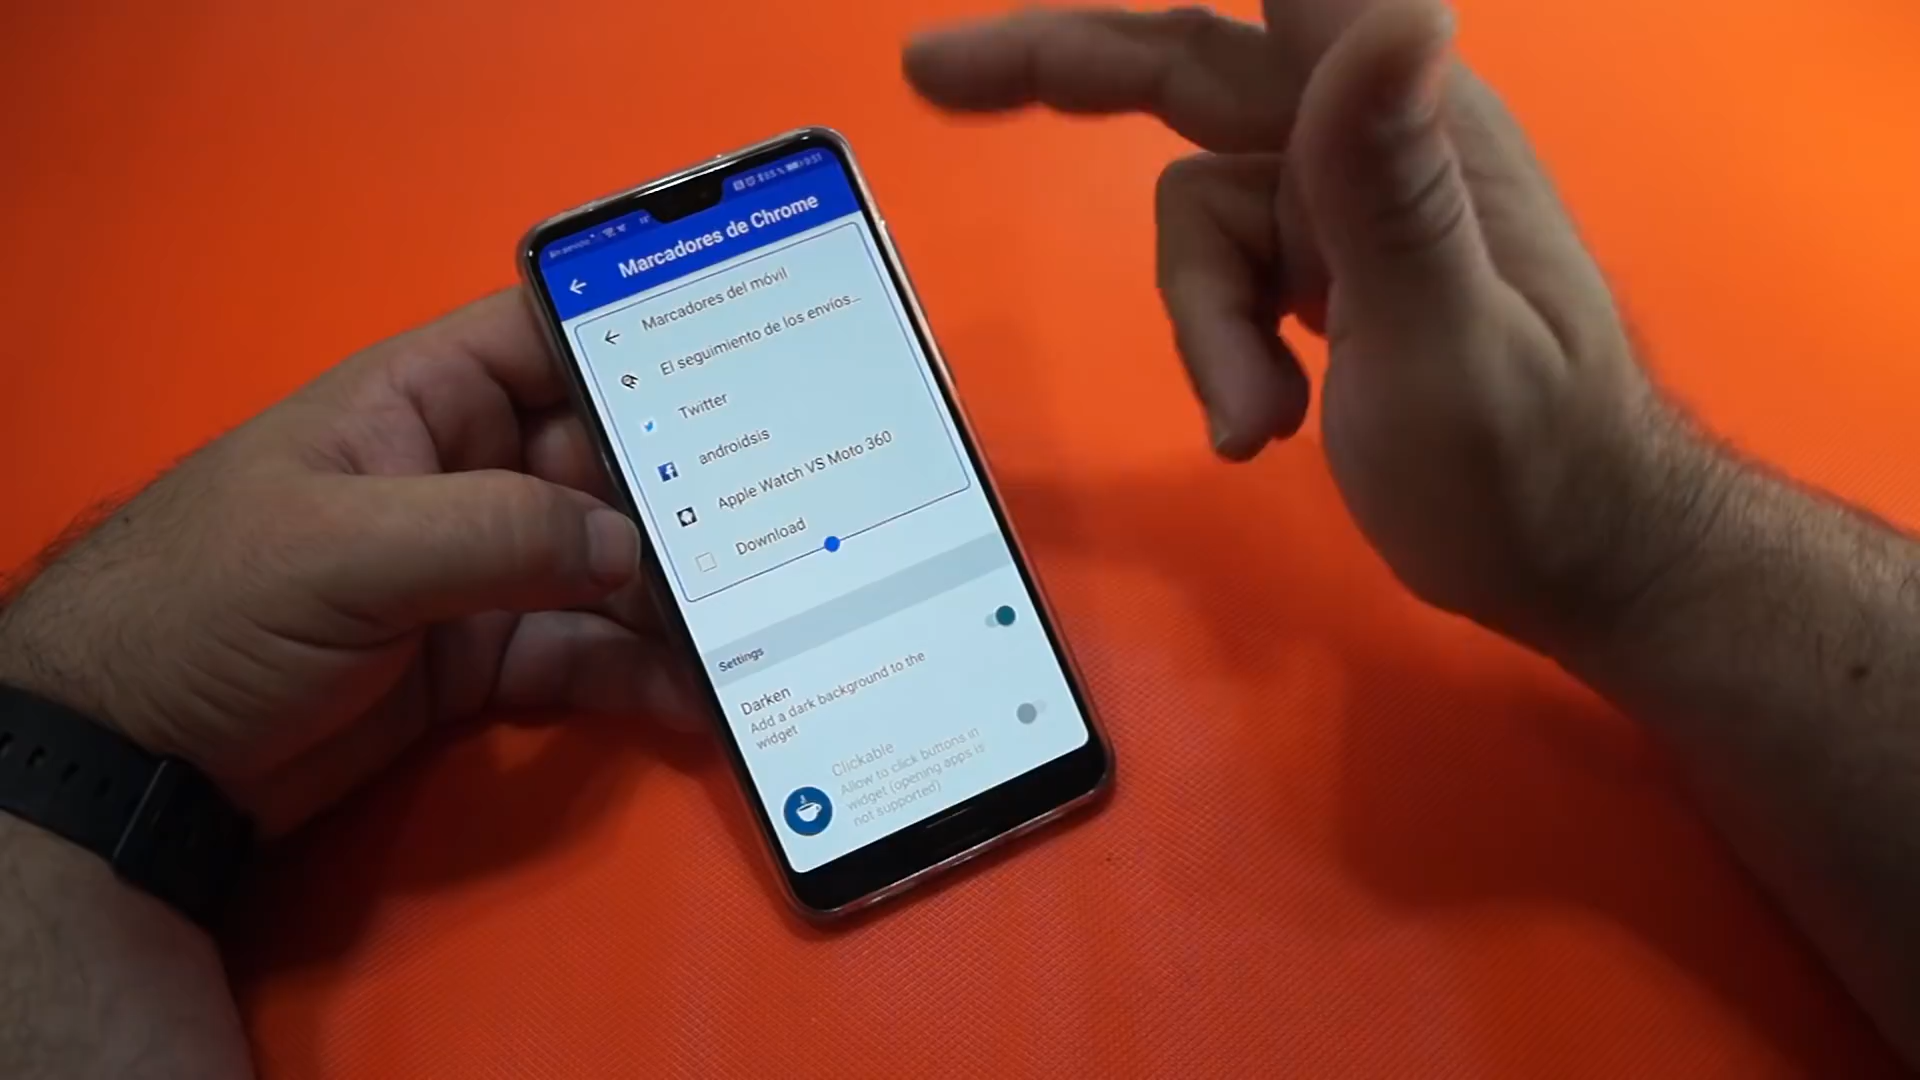 Sin servicio
Marcadores de Chrome
Marcadores del móvil
El seguimiento de los envíos...
Twitter
androidsis
Apple Watch VS Moto 360
Download
Settings
Darken
Add a dark background to the
widget
Clickable
Allow to click buttons in
widget (opening apps is
not supported)